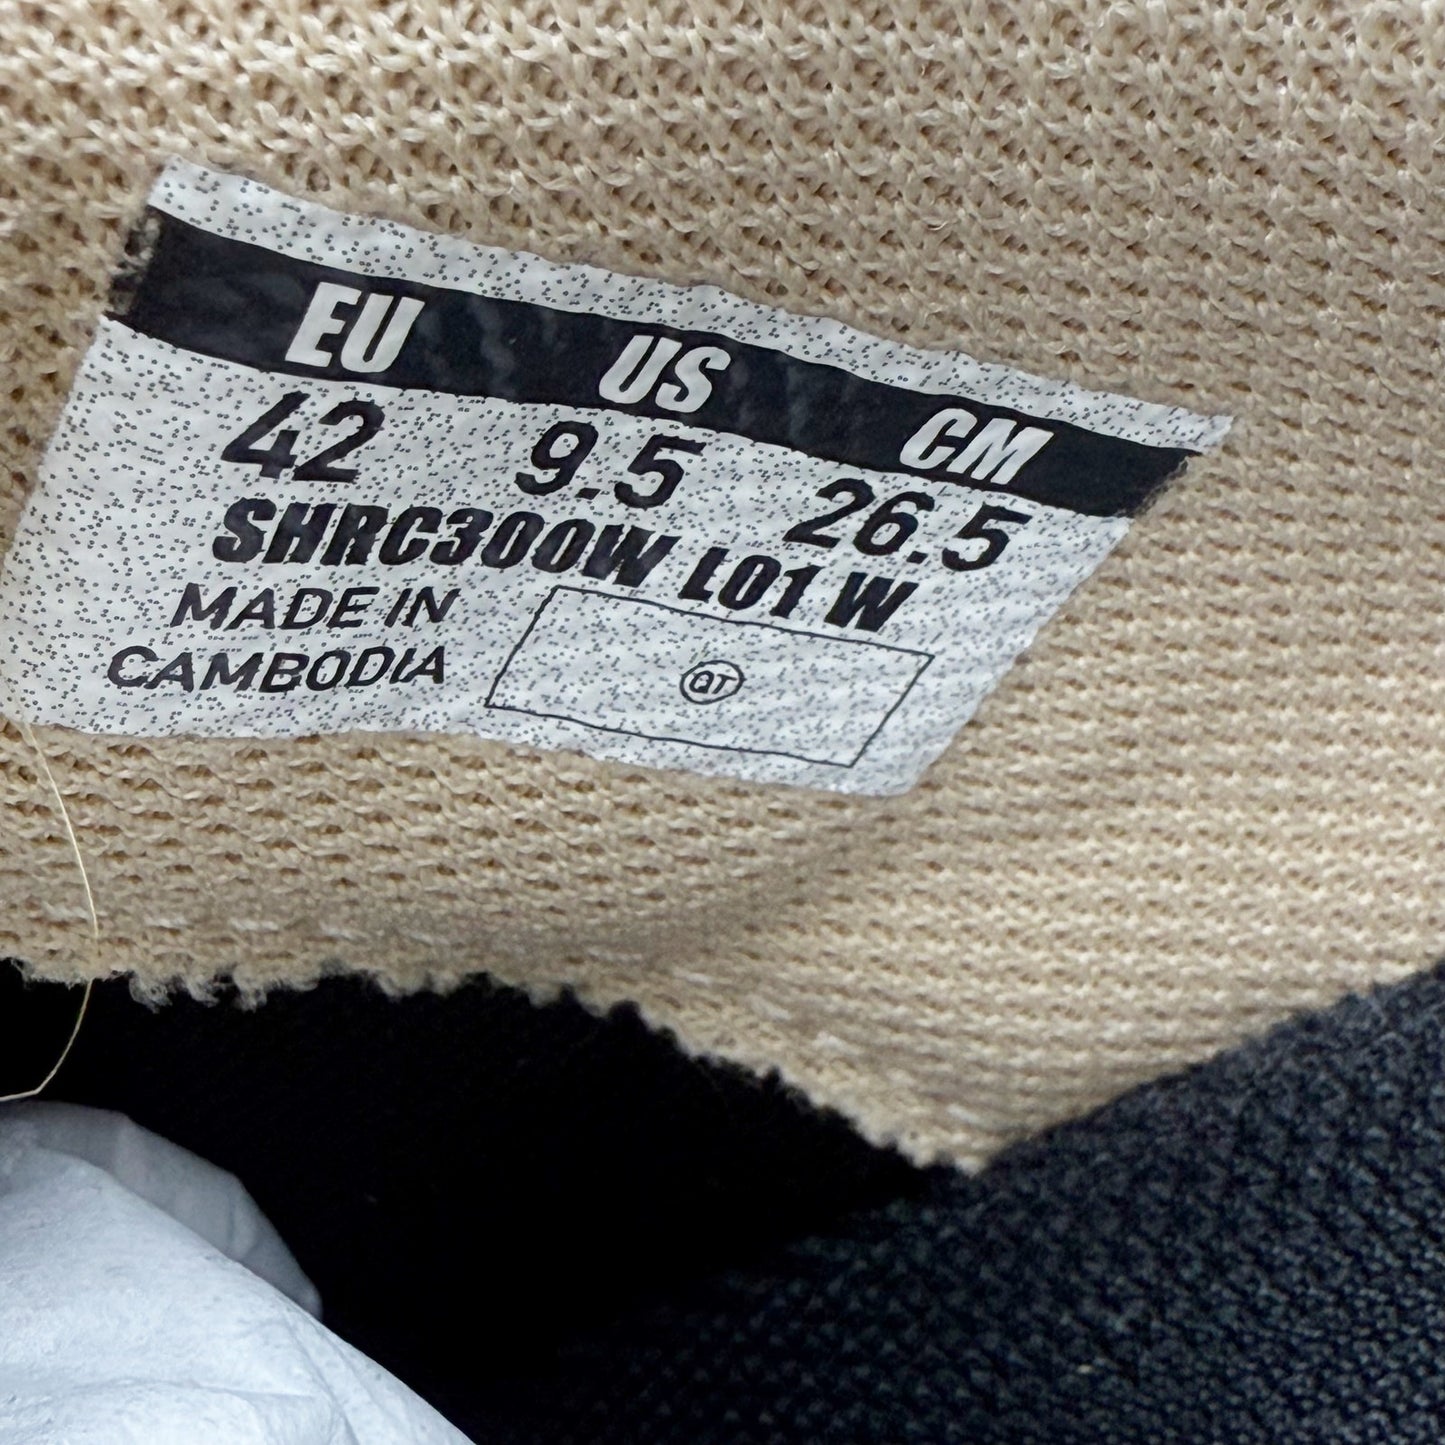 EU US CM
42 9.5 26.5
SHRC300W L01 W
MADE IN
CAMBODIA
QT